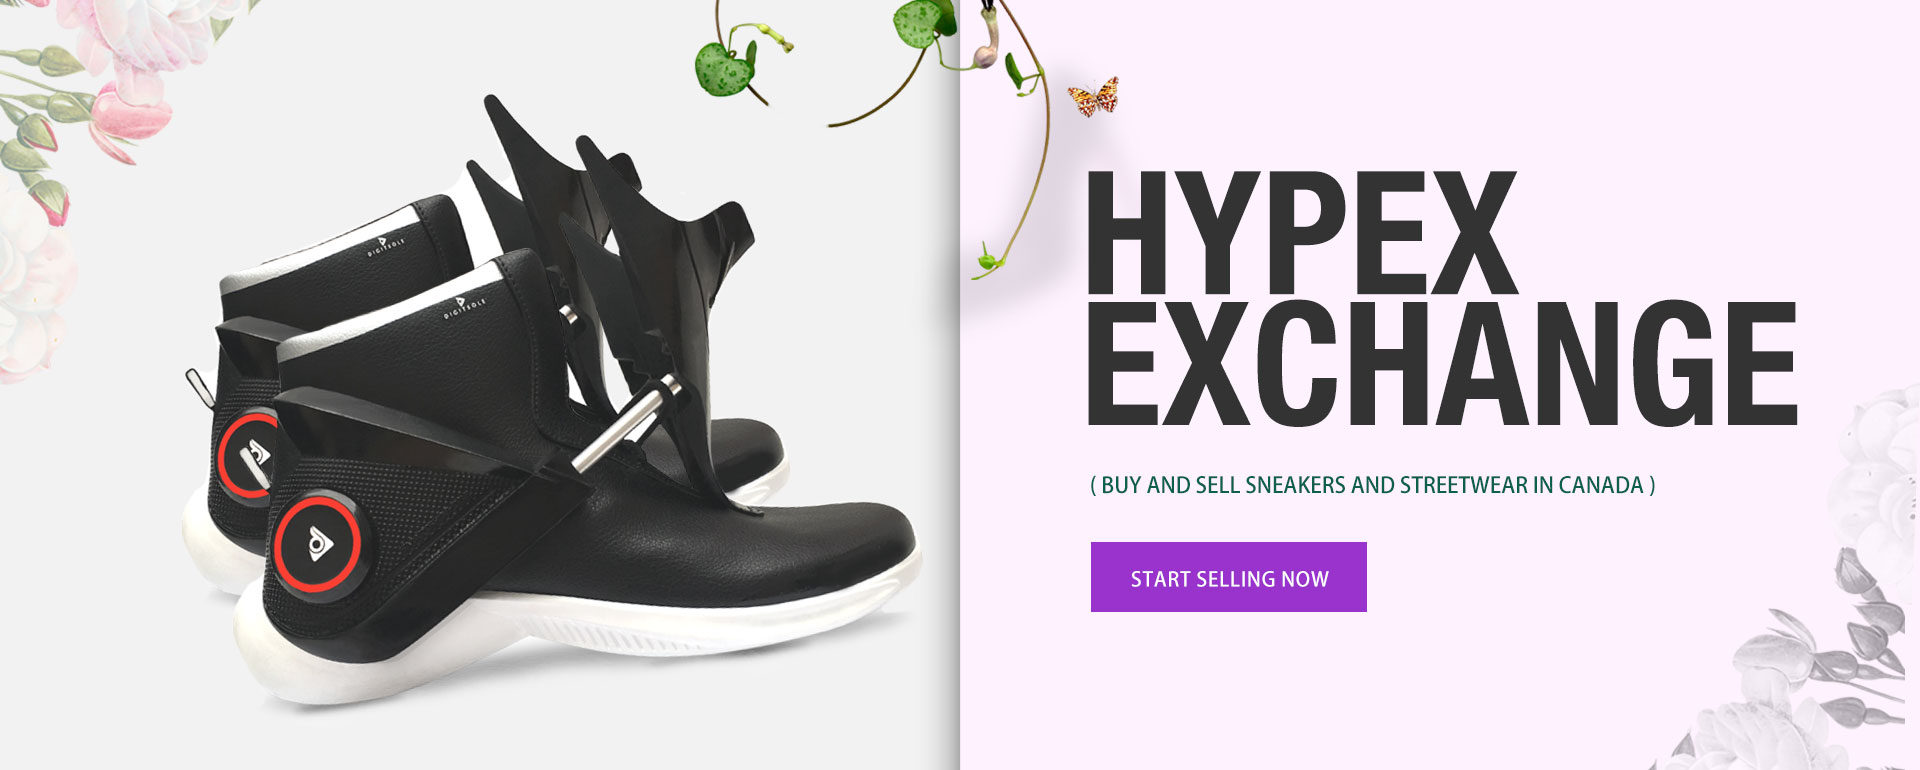 DIGITSOLE
DIGITSOLE
HYPEX
EXCHANGE
( BUY AND SELL SNEAKERS AND STREETWEAR IN CANADA )
START SELLING NOW